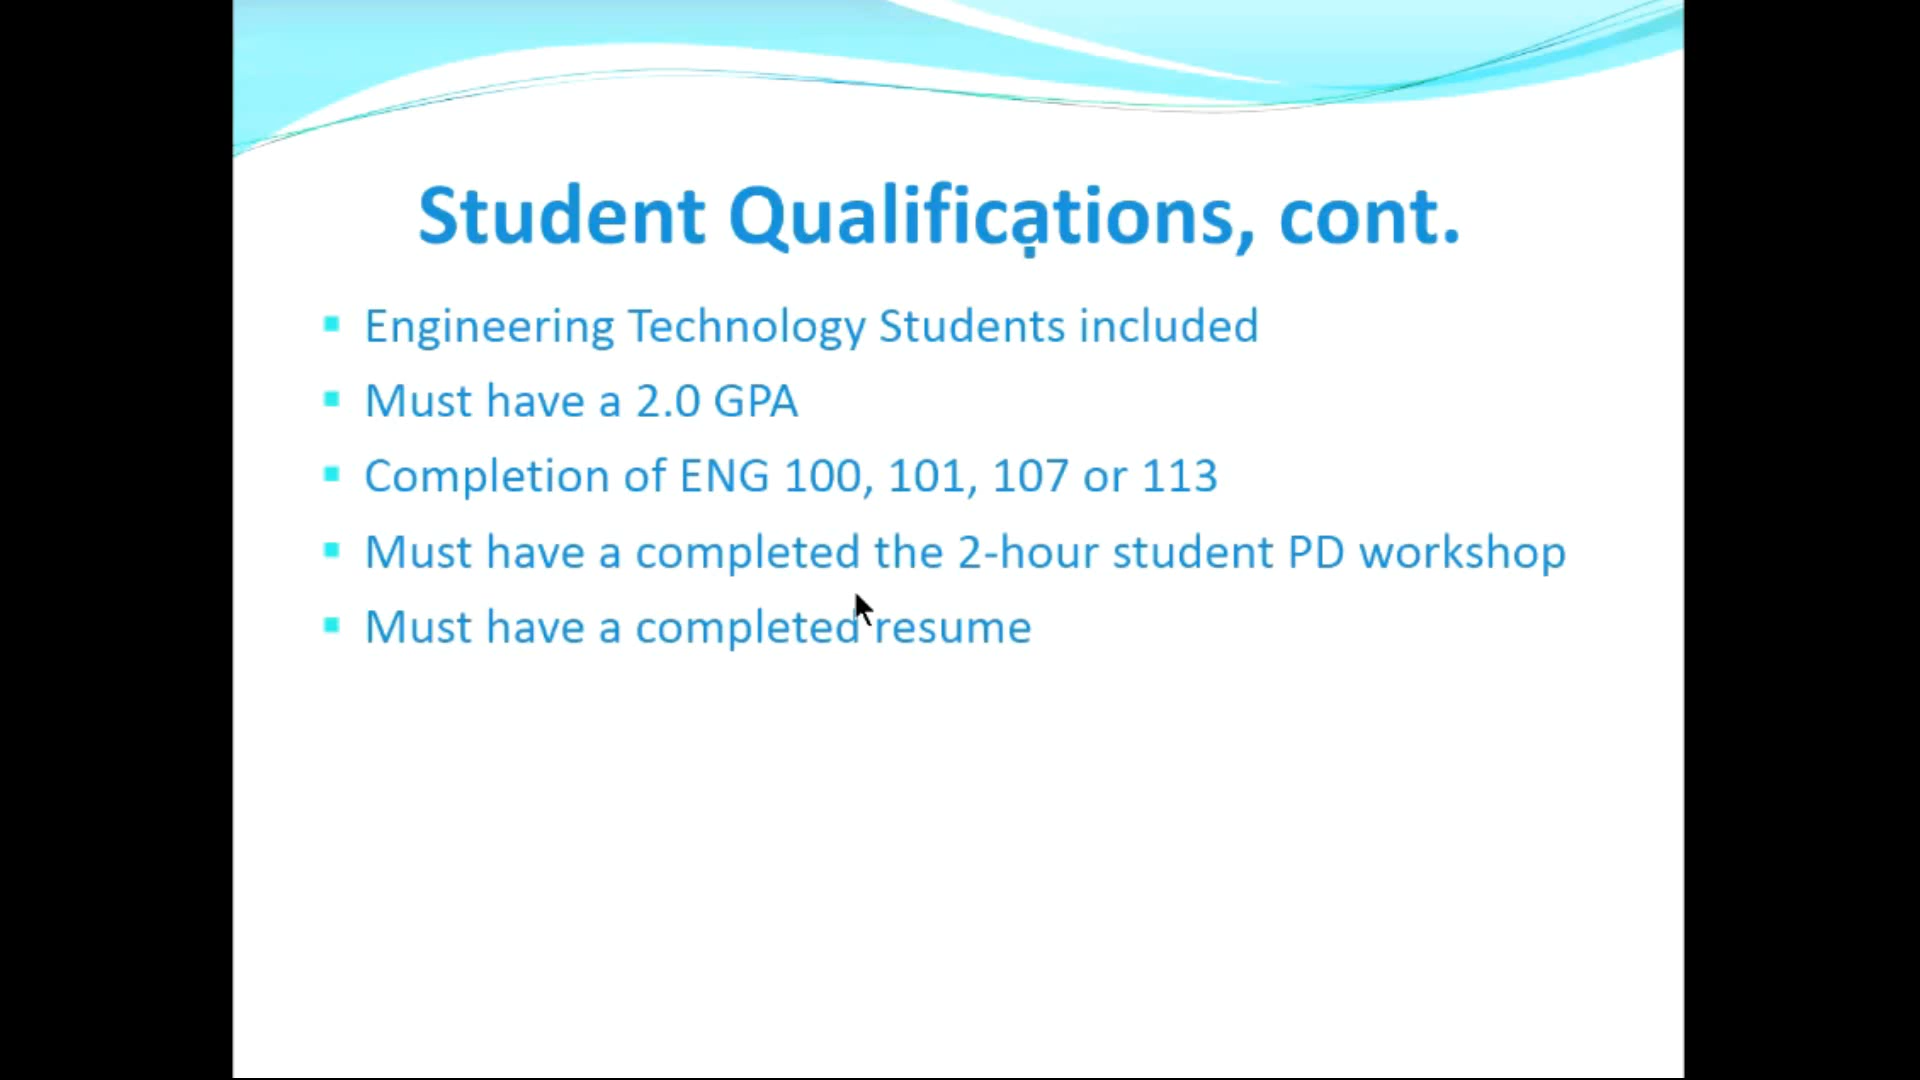 Student Qualificạtions, cont.
Engineering Technology Students included
Must have a 2.0 GPA
Completion of ENG 100, 101, 107 or 113
Must have a completed the 2-hour student PD workshop
Must have a completed resume